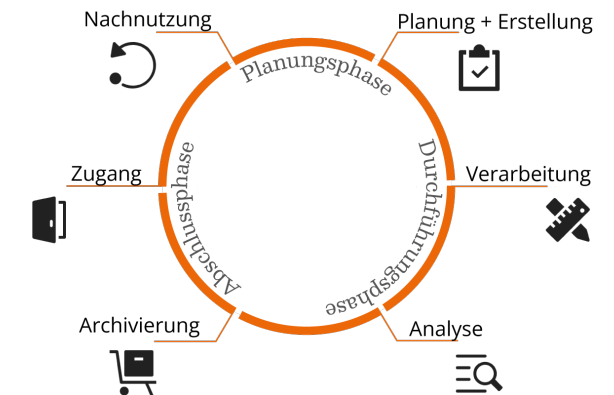 Nachnutzung
Planung + Erstellung
Planungsphase
Zugang
Abschlussphase
Durchführungsphase
Verarbeitung
Archivierung
Analyse